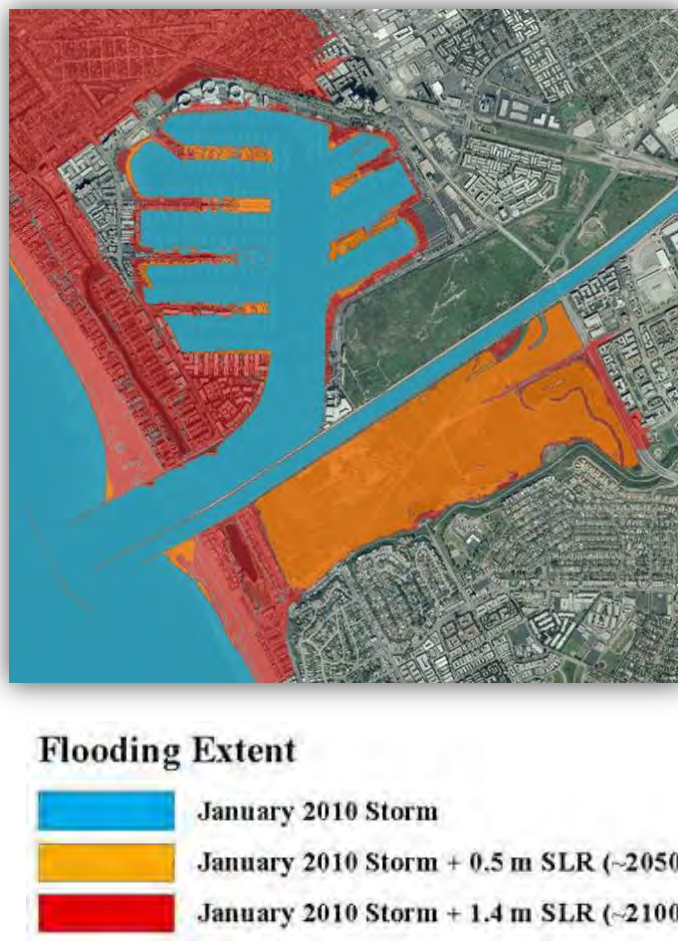 Flooding Extent
January 2010 Storm
January 2010 Storm + 0.5 m SLR (~2050
January 2010 Storm + 1.4 m SLR (~2100